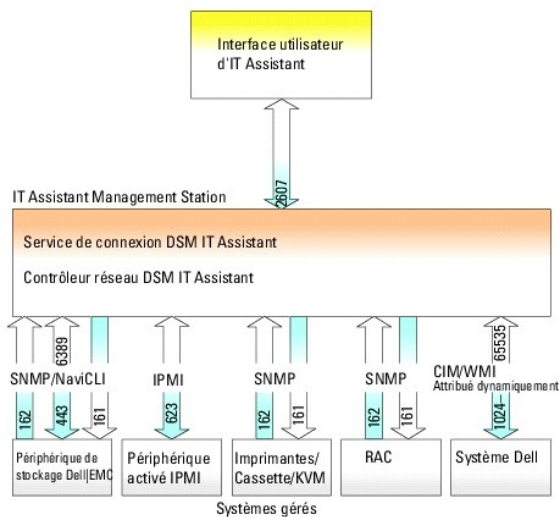 Interface utilisateur
d'IT Assistant
2607
IT Assistant Management Station
Service de connexion DSM IT Assistant
Contrôleur réseau DSM IT Assistant
6389
65535
SNMP/NaviCLI
IPMI
SNMP
SNMP
CIM/WMI
Attribué dynamiquement
162
443
161
623
162
161
162
161
1024–
Périphérique de
stockage Dell|EMC
Périphérique
activé IPMI
Imprimantes/
Cassette/KVM
RAC
Système Dell
Systèmes gérés